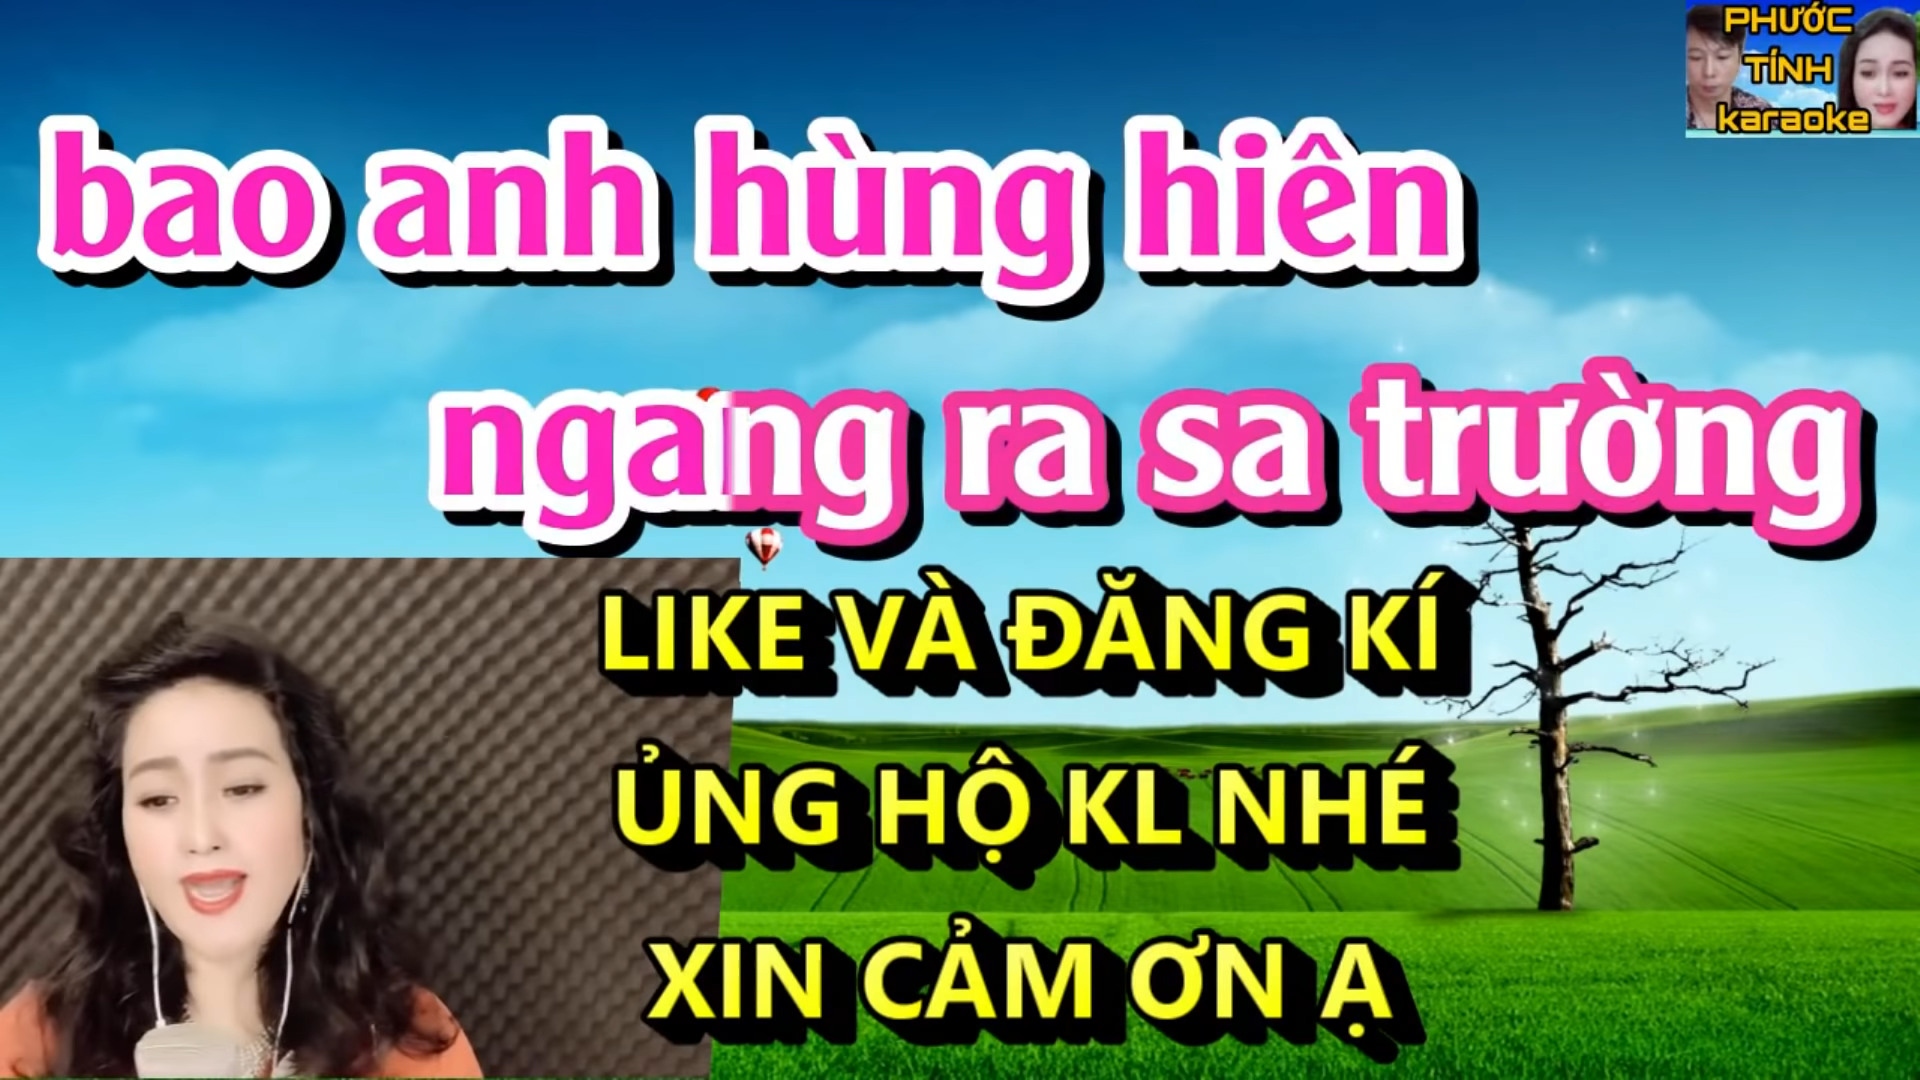 PHƯỚC
TÍNH
karaoke
bao anh hùng hiên
ngang ra sa trường
LIKE VÀ ĐĂNG KÍ
ỦNG HỘ KL NHÉ
XIN CẢM ƠN Ạ